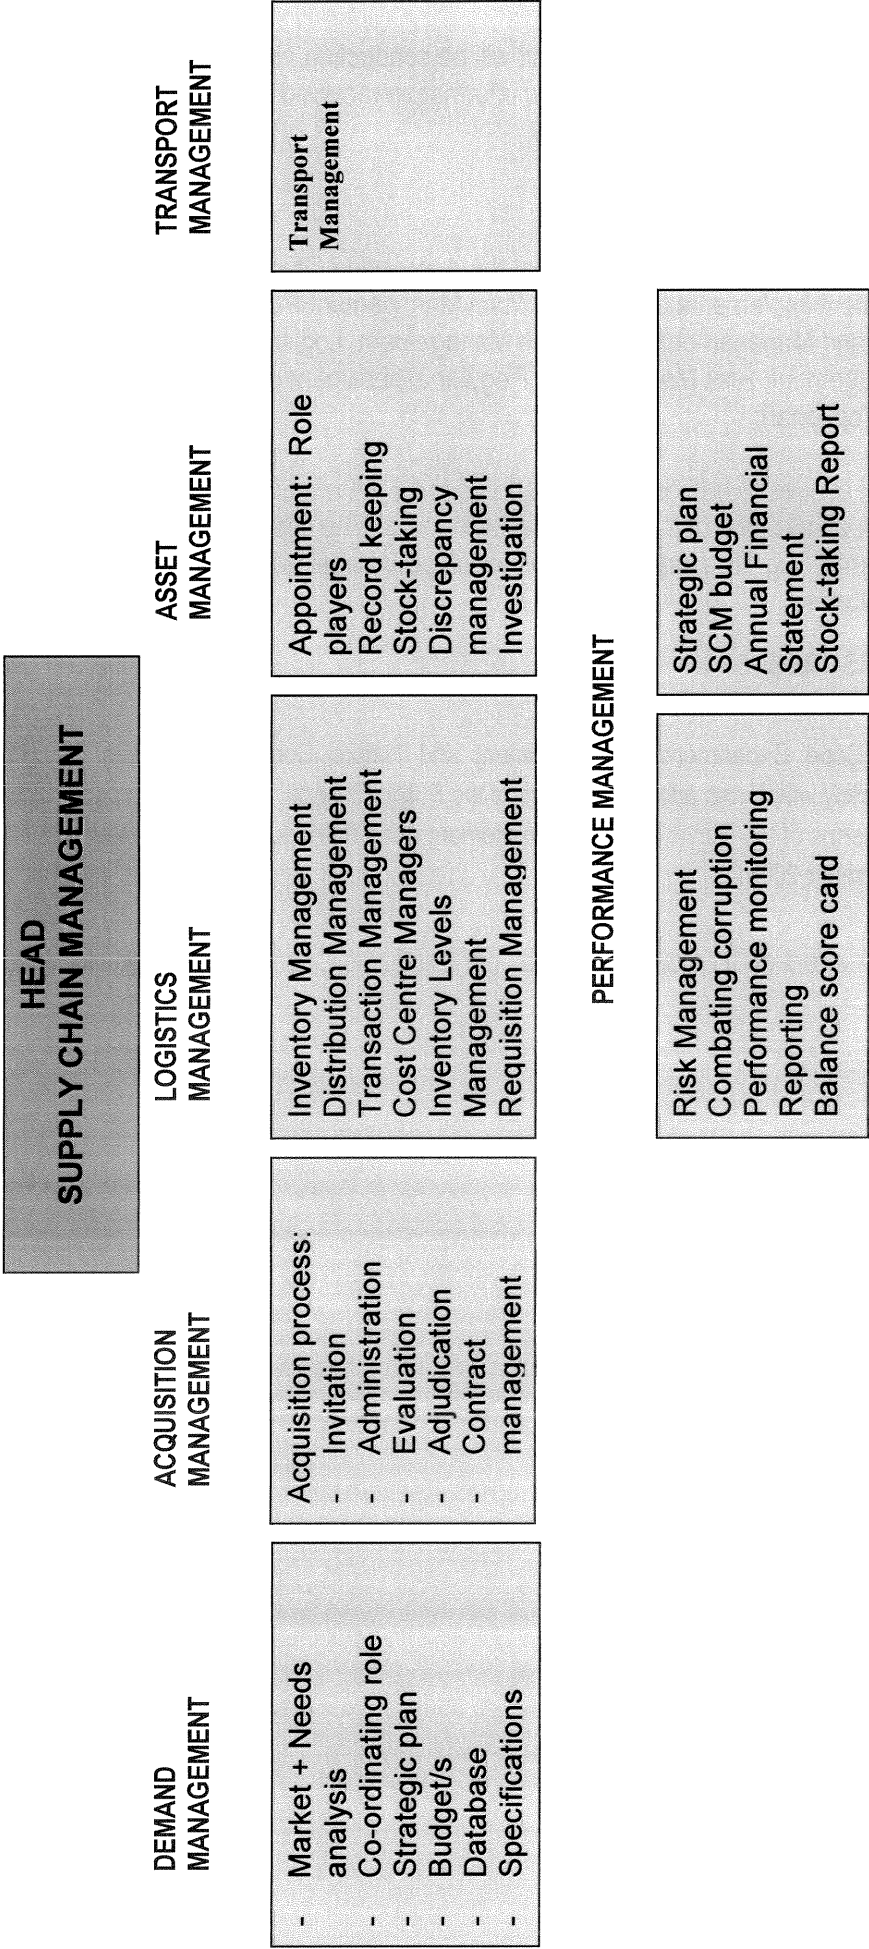 HEAD
SUPPLY CHAIN MANAGEMENT
DEMAND
MANAGEMENT
ACQUISITION
MANAGEMENT
LOGISTICS
MANAGEMENT
ASSET
MANAGEMENT
TRANSPORT
MANAGEMENT
- Market + Needs
analysis
- Co-ordinating role
- Strategic plan
- Budget/s
- Database
- Specifications
Acquisition process:
- Invitation
- Administration
- Evaluation
- Adjudication
- Contract
management
Inventory Management
Distribution Management
Transaction Management
Cost Centre Managers
Inventory Levels
Management
Requisition Management
Appointment: Role
players
Record keeping
Stock-taking
Discrepancy
management
Investigation
Transport
Management
PERFORMANCE MANAGEMENT
Risk Management
Combating corruption
Performance monitoring
Reporting
Balance score card
Strategic plan
SCM budget
Annual Financial
Statement
Stock-taking Report